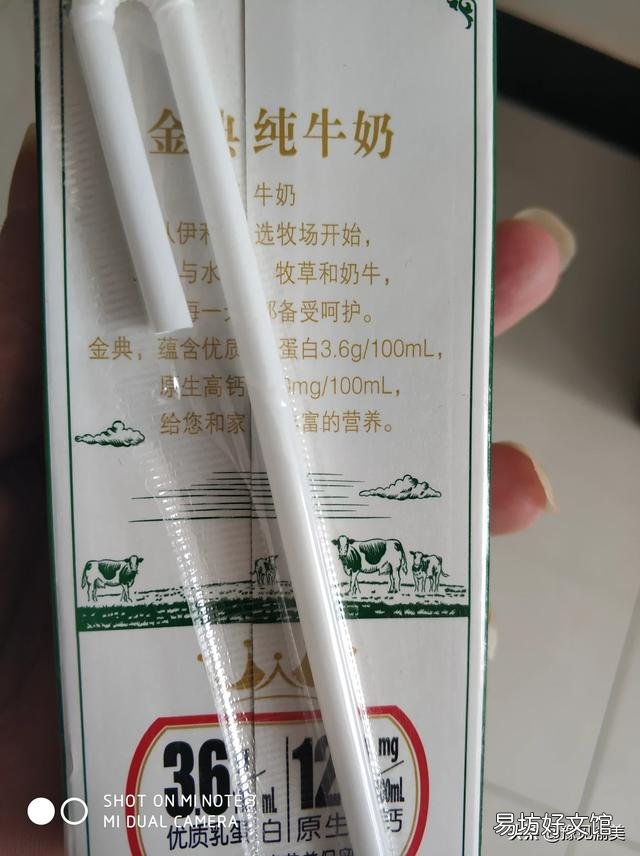 金典纯牛奶
牛奶
从伊利 选牧场开始，
与水 牧草和奶牛，
每一 都备受呵护。
金典，蕴含优质 蛋白3.6g/100mL，
原生高钙 mg/100mL，
给您和家 富的营养。
36 12 mg
mL 00mL
优质乳蛋白 原生 钙
SHOT ON MI NOTE 3
MI DUAL CAMERA
易坊好文馆
头条